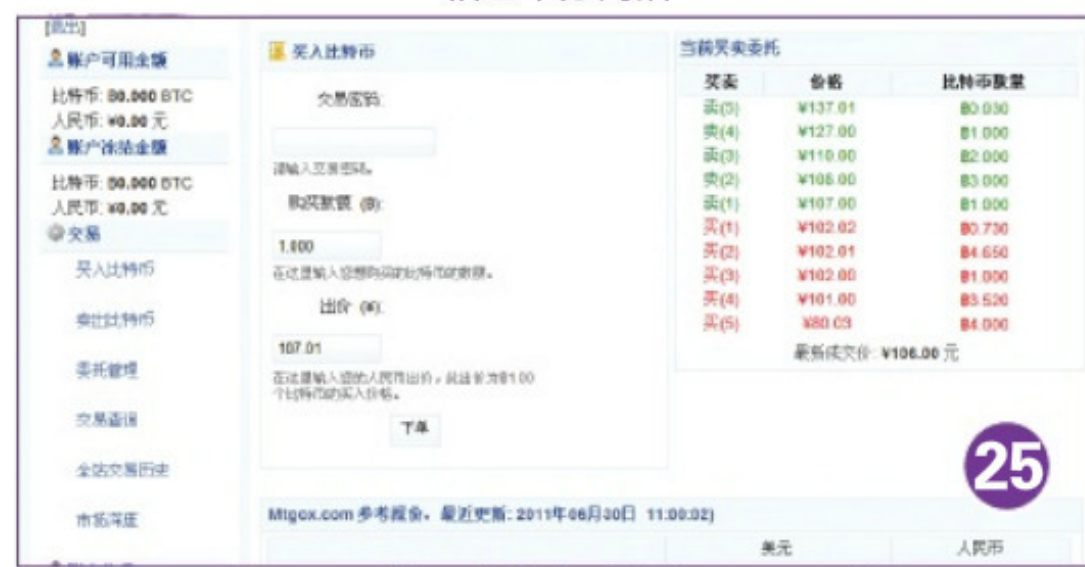 [退出]
账户可用金额
比特币: B0.000 BTC
人民币: ¥0.00 元
账户冻结金额
比特币: B0.000 BTC
人民币: ¥0.00 元
交易
买入比特币
卖出比特币
委托管理
交易查询
全站交易历史
市场深度
买入比特币
交易密码:
请输入交易密码。
购买数额 (B):
1.000
在这里输入您想购买的比特币的数额。
出价 (¥):
107.01
在这里输入您的人民币出价，此出价为B1.00
个比特币的买入价格。
下单
当前买卖委托
买卖 价格 比特币数量
卖(5) ¥137.01 B0.030
卖(4) ¥127.00 B1.000
卖(3) ¥110.00 B2.000
卖(2) ¥108.00 B3.000
卖(1) ¥107.00 B1.000
买(1) ¥102.02 B0.730
买(2) ¥102.01 B4.650
买(3) ¥102.00 B1.000
买(4) ¥101.00 B3.520
买(5) ¥80.03 B4.000
最新成交价: ¥106.00 元
25
Mtgox.com 参考报价，最近更新: 2011年06月30日 11:00:02)
美元 人民币